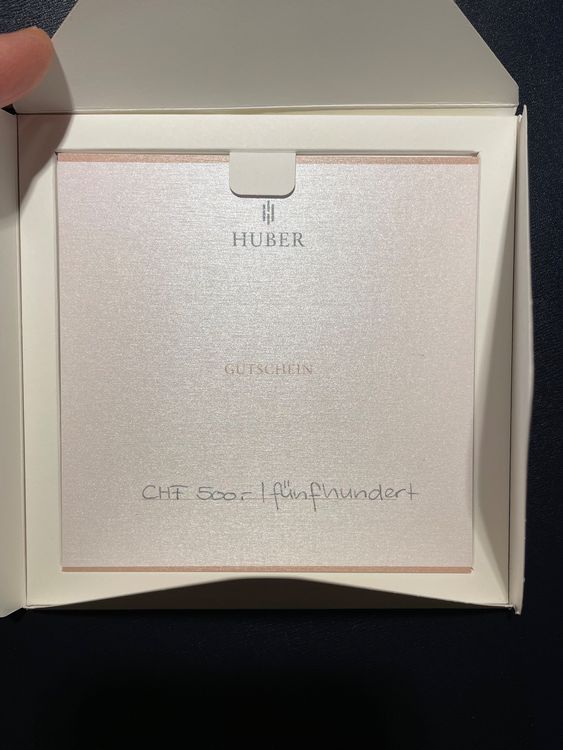 HUBER
GUTSCHEIN
CHF 500.- | fünfhundert